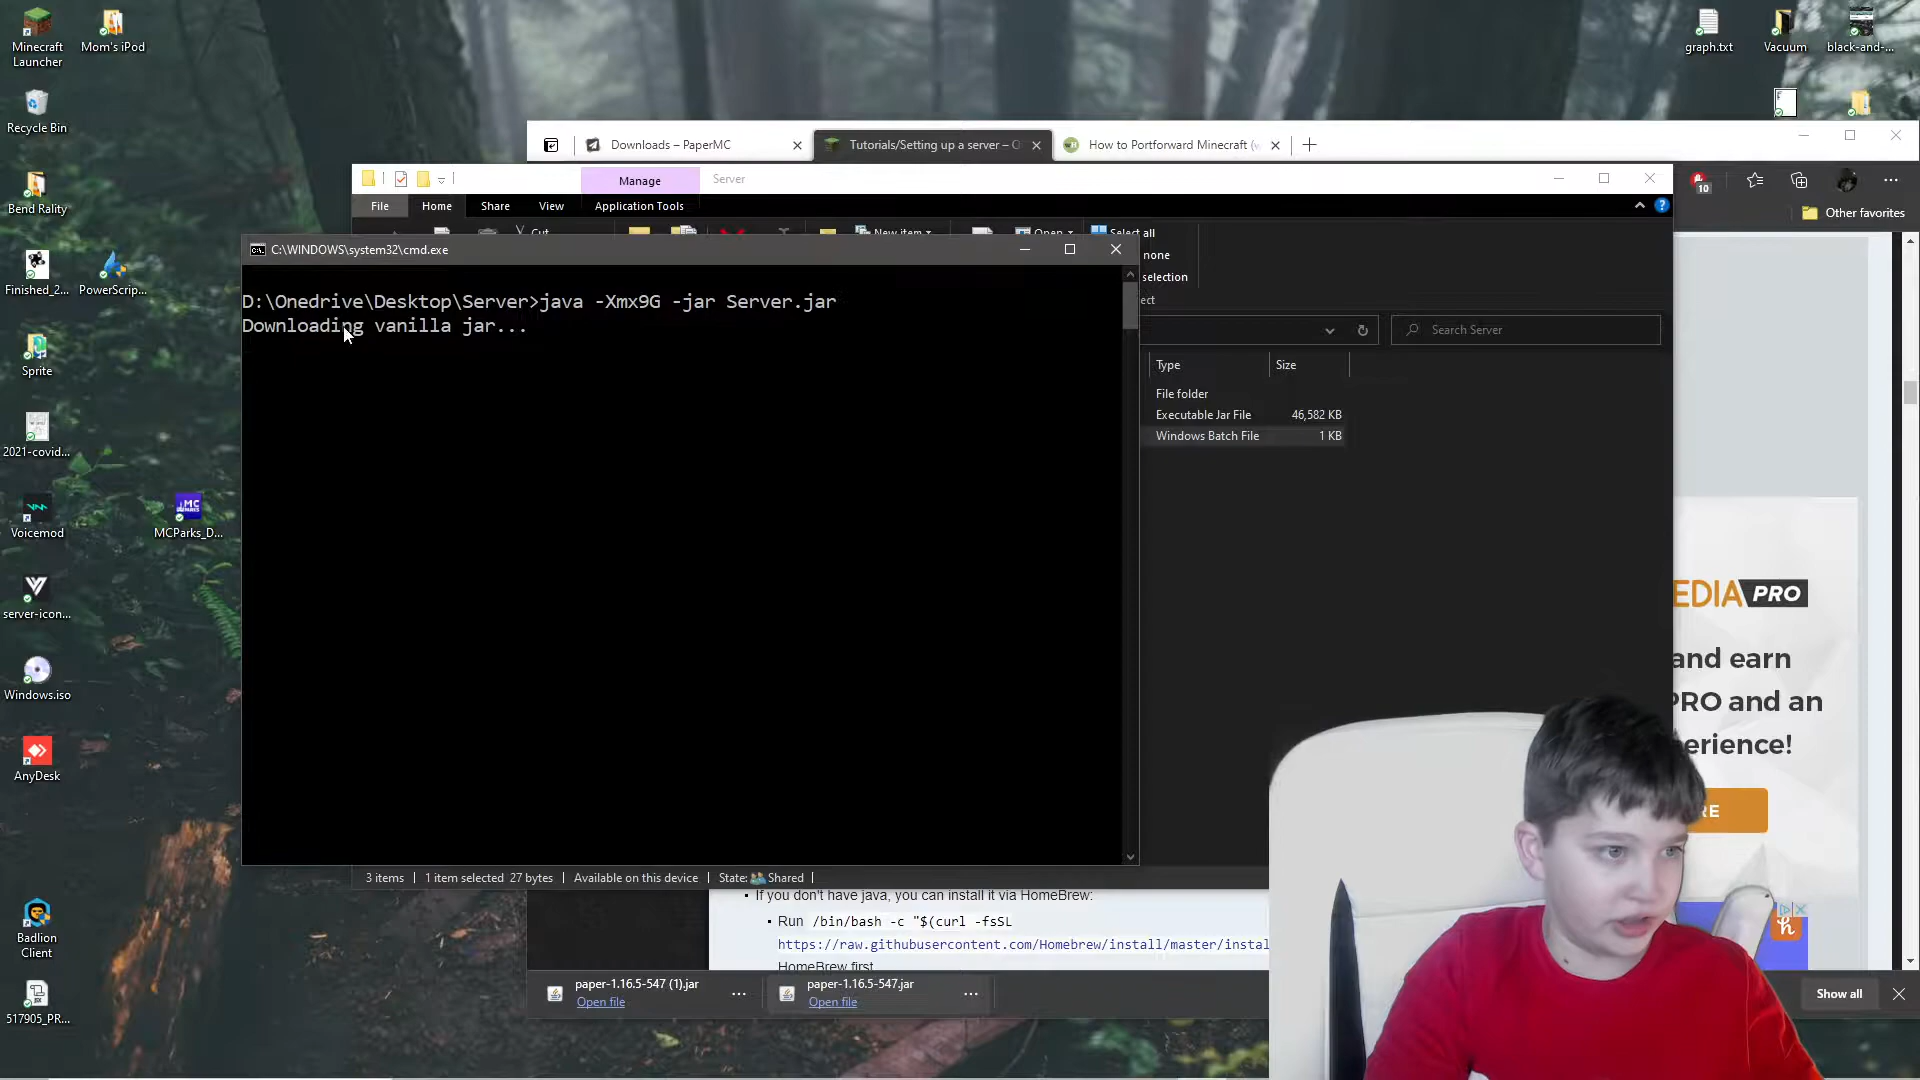 Minecraft
Launcher
Mom's iPod
graph.txt
Vacuum
black-and-...
Recycle Bin
Downloads – PaperMC
Tutorials/Setting up a server – O
How to Portforward Minecraft (
Manage
Server
10
File
Home
Share
View
Application Tools
Other favorites
Bend Rality
Cut
New item
Open
Select all
none
selection
ect
C:\WINDOWS\system32\cmd.exe
D:\Onedrive\Desktop\Server>java -Xmx9G -jar Server.jar
Downloading vanilla jar...
Finished_2...
PowerScrip...
Search Server
Type
Size
File folder
Executable Jar File
46,582 KB
Windows Batch File
1 KB
Sprite
2021-covid...
Voicemod
MC
PARKS
MCParks_D...
server-icon...
EDIA PRO
and earn
PRO and an
erience!
RE
Windows.iso
AnyDesk
3 items
1 item selected
27 bytes
Available on this device
State:
Shared
If you don't have java, you can install it via HomeBrew:
Run /bin/bash -c "$(curl -fsSL
https://raw.githubusercontent.com/Homebrew/install/master/instal
HomeBrew first
Badlion
Client
paper-1.16.5-547 (1).jar
Open file
paper-1.16.5-547.jar
Open file
Show all
517905_PR...